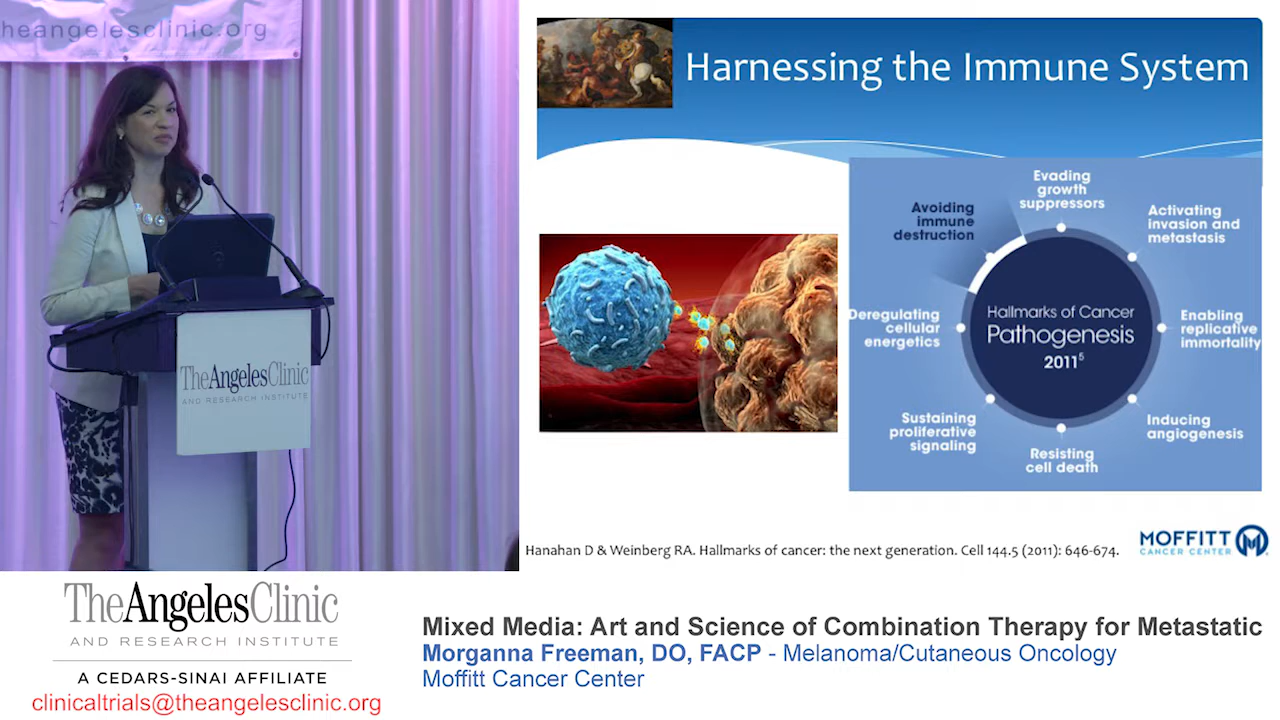 heangelesclinic.org
Harnessing the Immune System
Evading
growth
suppressors
Avoiding
immune
destruction
Activating
invasion and
metastasis
Deregulating
cellular
energetics
Hallmarks of Cancer
Pathogenesis
2011⁵
Enabling
replicative
immortality
Sustaining
proliferative
signaling
Inducing
angiogenesis
Resisting
cell death
TheAngelesClinic
AND RESEARCH INSTITUTE
Hanahan D & Weinberg RA. Hallmarks of cancer: the next generation. Cell 144.5 (2011): 646-674.
MOFFITT
CANCER CENTER
TheAngelesClinic
AND RESEARCH INSTITUTE
A CEDARS-SINAI AFFILIATE
clinicaltrials@theangelesclinic.org
Mixed Media: Art and Science of Combination Therapy for Metastatic
Morganna Freeman, DO, FACP - Melanoma/Cutaneous Oncology
Moffitt Cancer Center